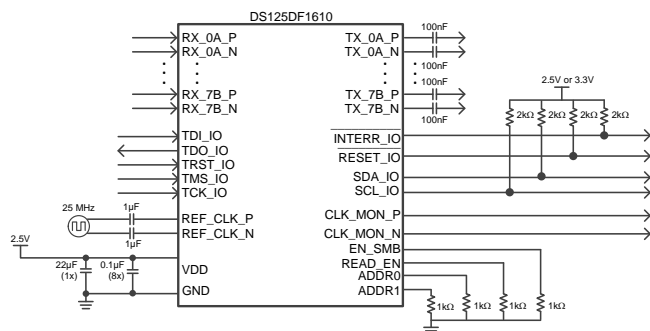 DS125DF1610
RX_0A_P
RX_0A_N
RX_7B_P
RX_7B_N
TDI_IO
TDO_IO
TRST_IO
TMS_IO
TCK_IO
25 MHz
1µF
1µF
REF_CLK_P
REF_CLK_N
2.5V
22µF
(1x)
0.1µF
(8x)
VDD
GND
TX_0A_P
TX_0A_N
TX_7B_P
TX_7B_N
100nF
100nF
100nF
100nF
2.5V or 3.3V
2kΩ
2kΩ
2kΩ
2kΩ
INTERR_IO
RESET_IO
SDA_IO
SCL_IO
CLK_MON_P
CLK_MON_N
EN_SMB
READ_EN
ADDR0
ADDR1
1kΩ
1kΩ
1kΩ
1kΩ